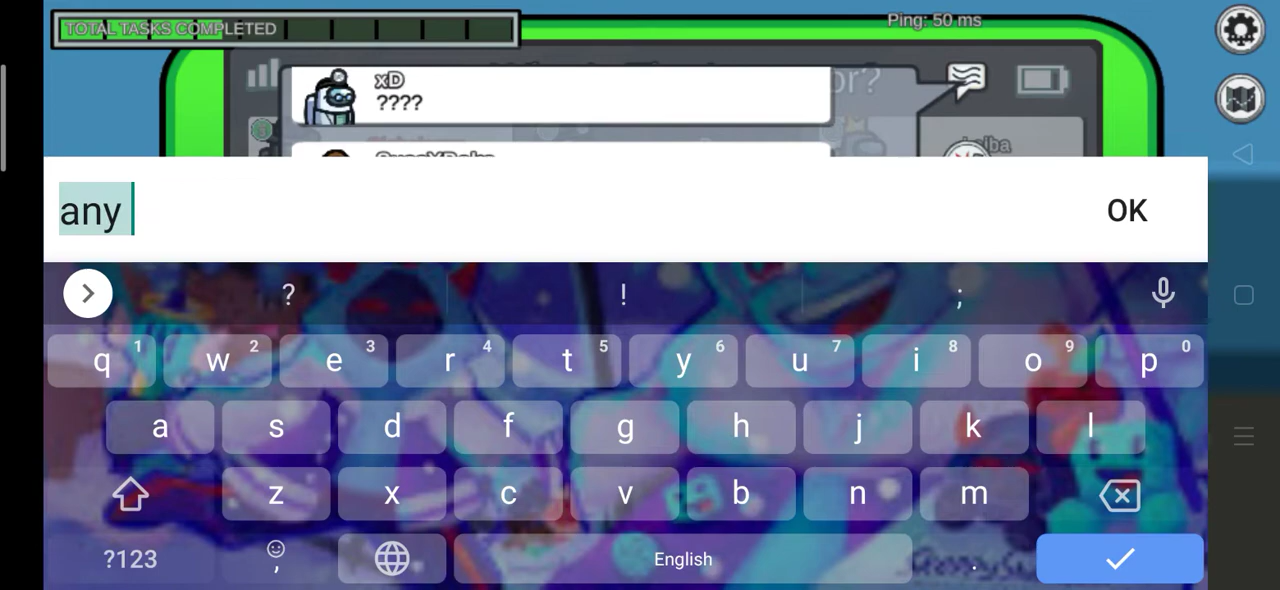 TOTAL TASKS COMPLETED
Ping: 50 ms
or?
xD
????
any
OK
? ! ;
q 1 w 2 e 3 r 4 t 5 y 6 u 7 i 8 o 9 p 0
a s d f g h j k l
z x c v b n m
?123 , English .